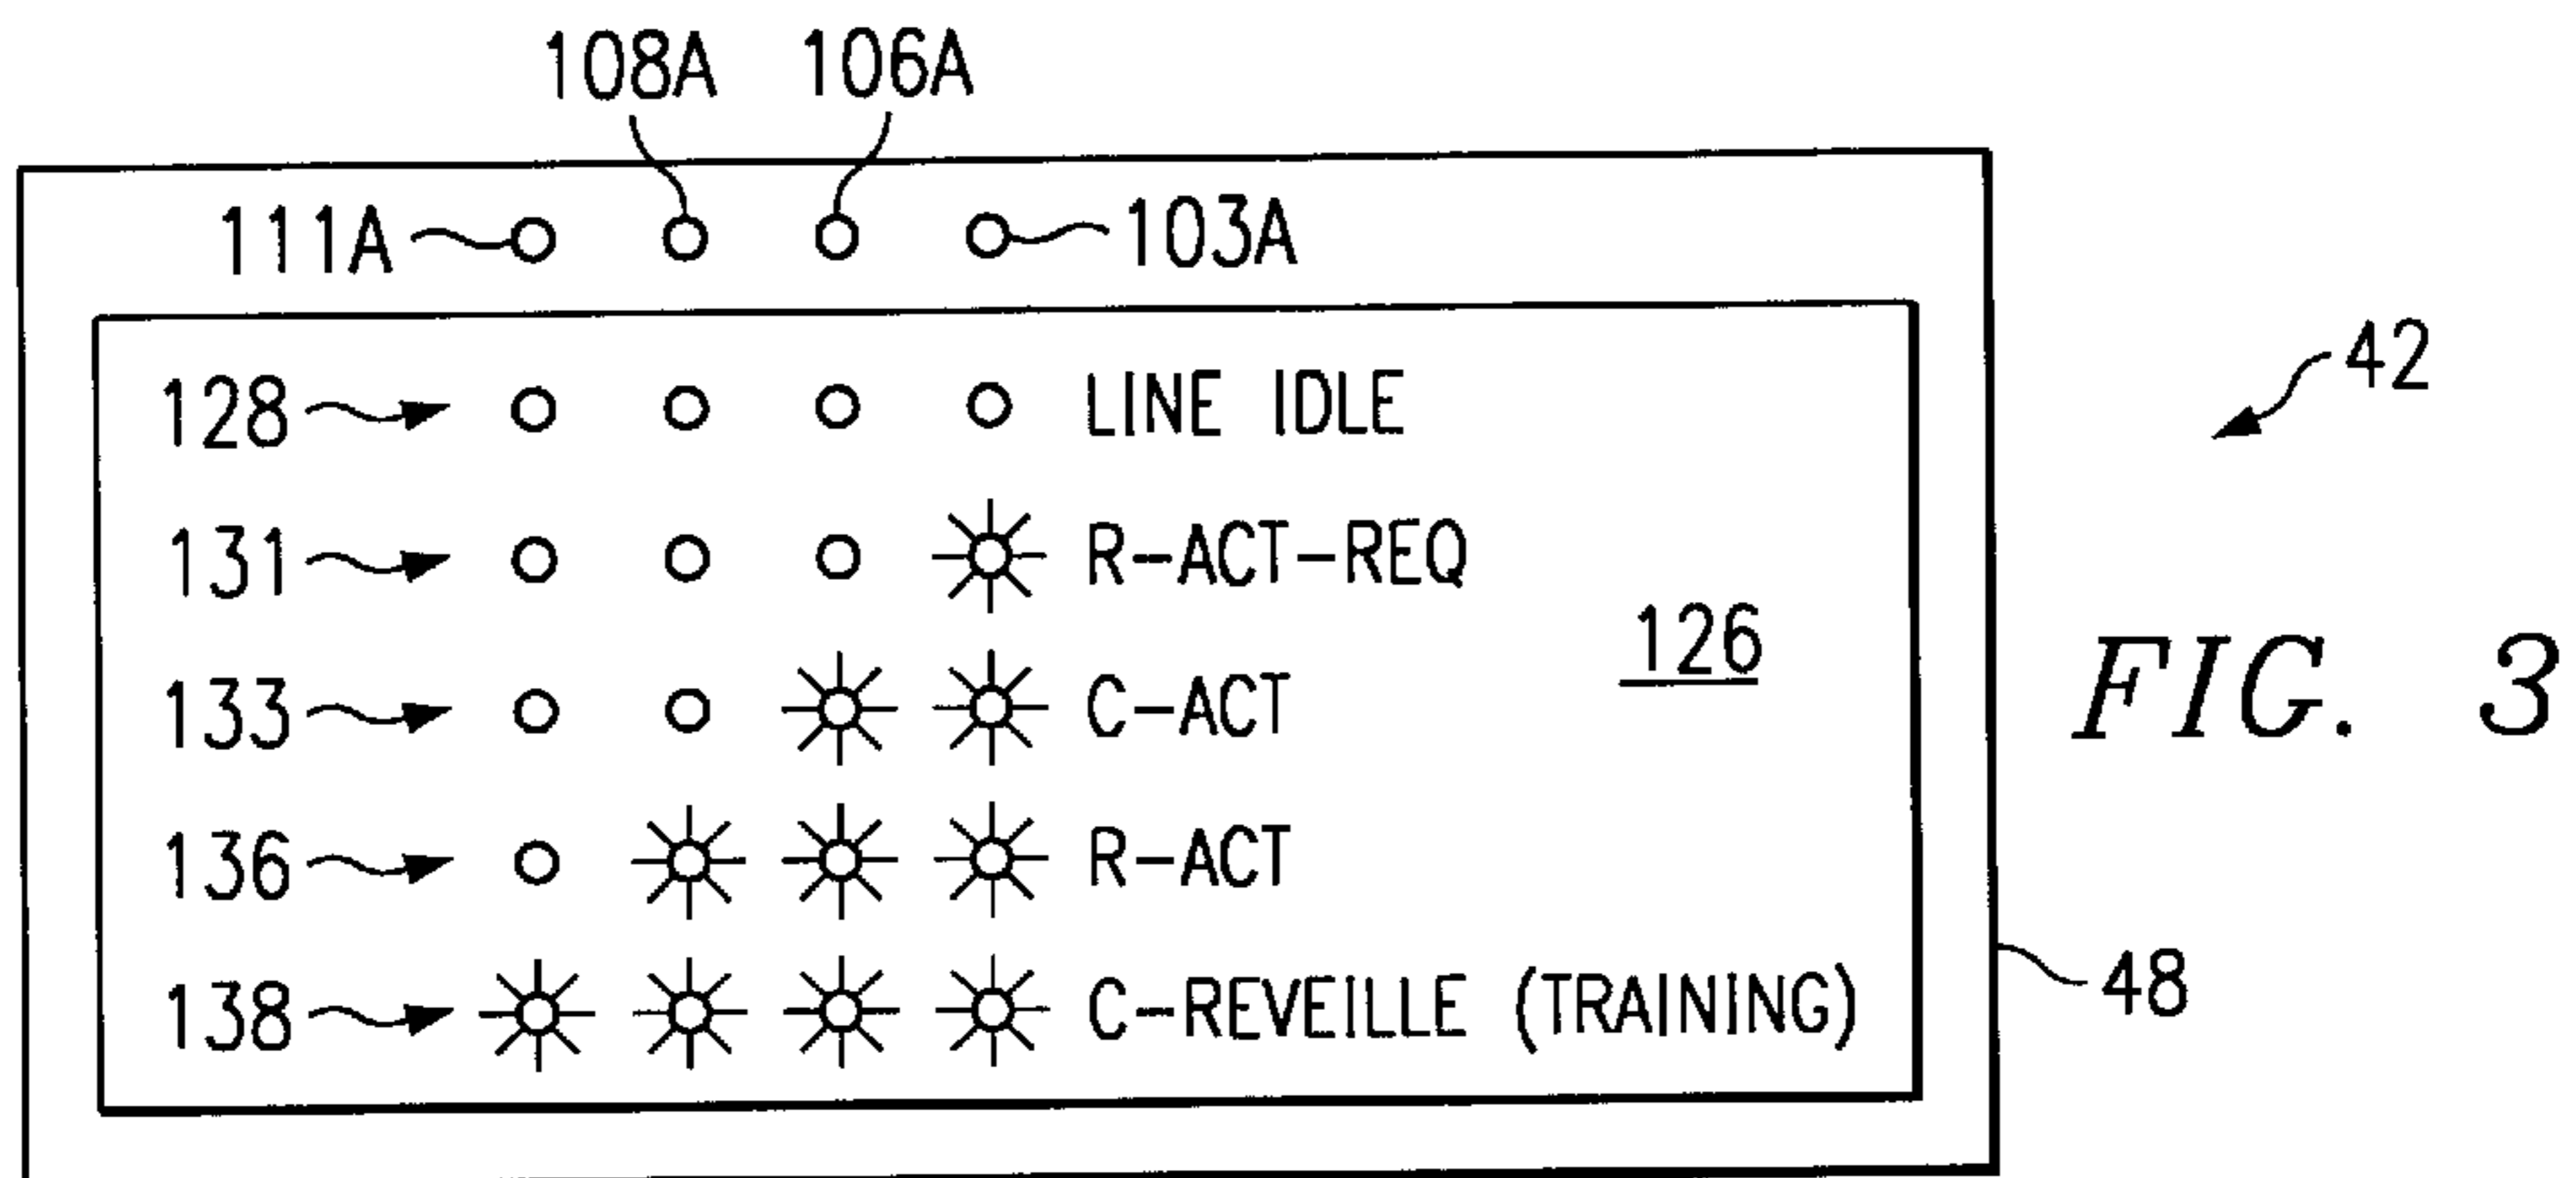 108A 106A
111A 103A
128 LINE IDLE
42
131 R-ACT-REQ
126
133 C-ACT
FIG. 3
136 R-ACT
48
138 C-REVEILLE (TRAINING)